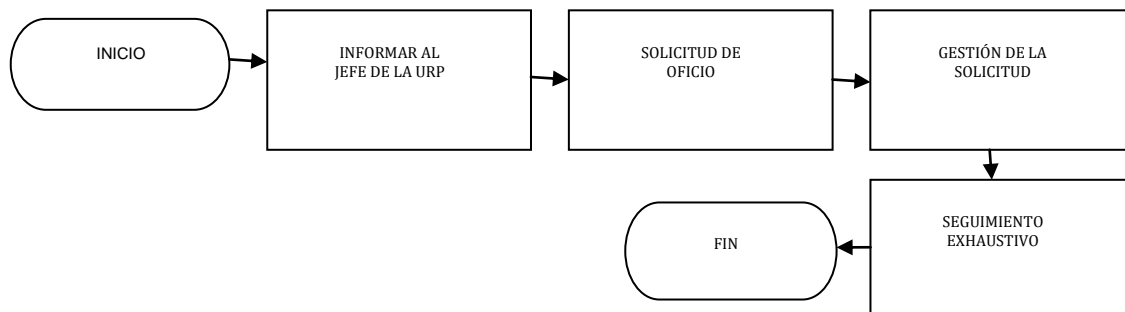 INICIO
INFORMAR AL
JEFE DE LA URP
SOLICITUD DE
OFICIO
GESTIÓN DE LA
SOLICITUD
SEGUIMIENTO
EXHAUSTIVO
FIN